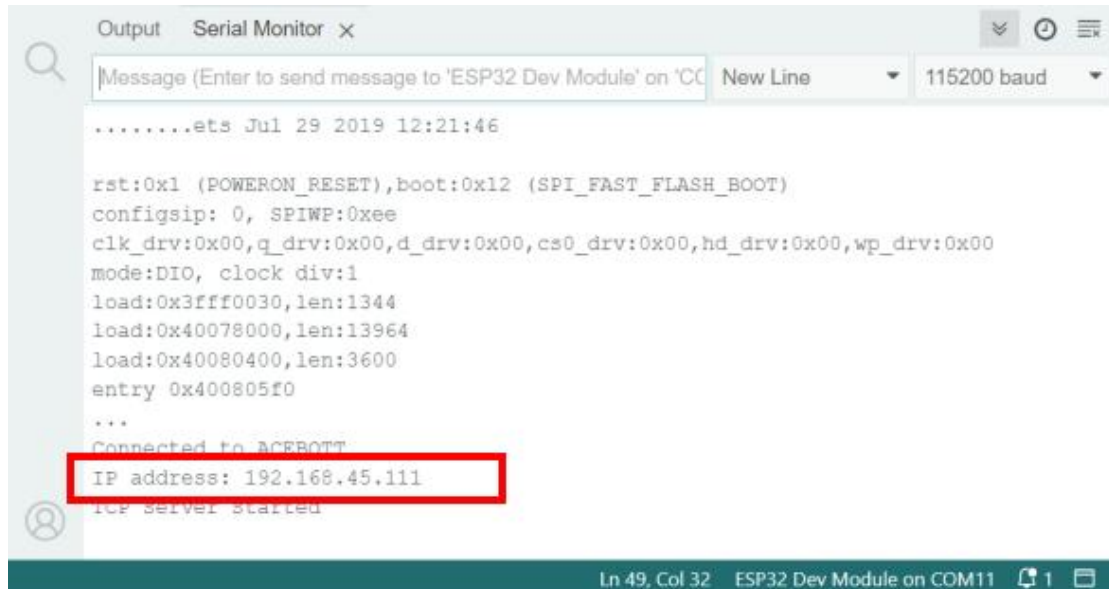 Output Serial Monitor
Message (Enter to send message to 'ESP32 Dev Module' on 'CO New Line 115200 baud
........ets Jul 29 2019 12:21:46
rst:0x1 (POWERON_RESET),boot:0x12 (SPI_FAST_FLASH_BOOT)
configsip: 0, SPIWP:0xee
clk_drv:0x00,q_drv:0x00,d_drv:0x00,cs0_drv:0x00,hd_drv:0x00,wp_drv:0x00
mode:DIO, clock div:1
load:0x3fff0030,len:1344
load:0x40078000,len:13964
load:0x40080400,len:3600
entry 0x400805f0
...
Connected to ACEBOTT
IP address: 192.168.45.111
TCP server started
Ln 49, Col 32 ESP32 Dev Module on COM11 1